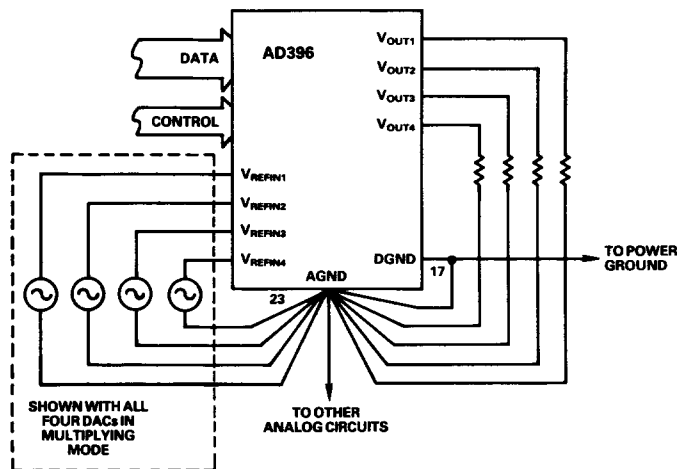 DATA
AD396
CONTROL
VOUT1
VOUT2
VOUT3
VOUT4
VREFIN1
VREFIN2
VREFIN3
VREFIN4
AGND
DGND
23
17
TO POWER
GROUND
SHOWN WITH ALL
FOUR DACs IN
MULTIPLYING
MODE
TO OTHER
ANALOG CIRCUITS